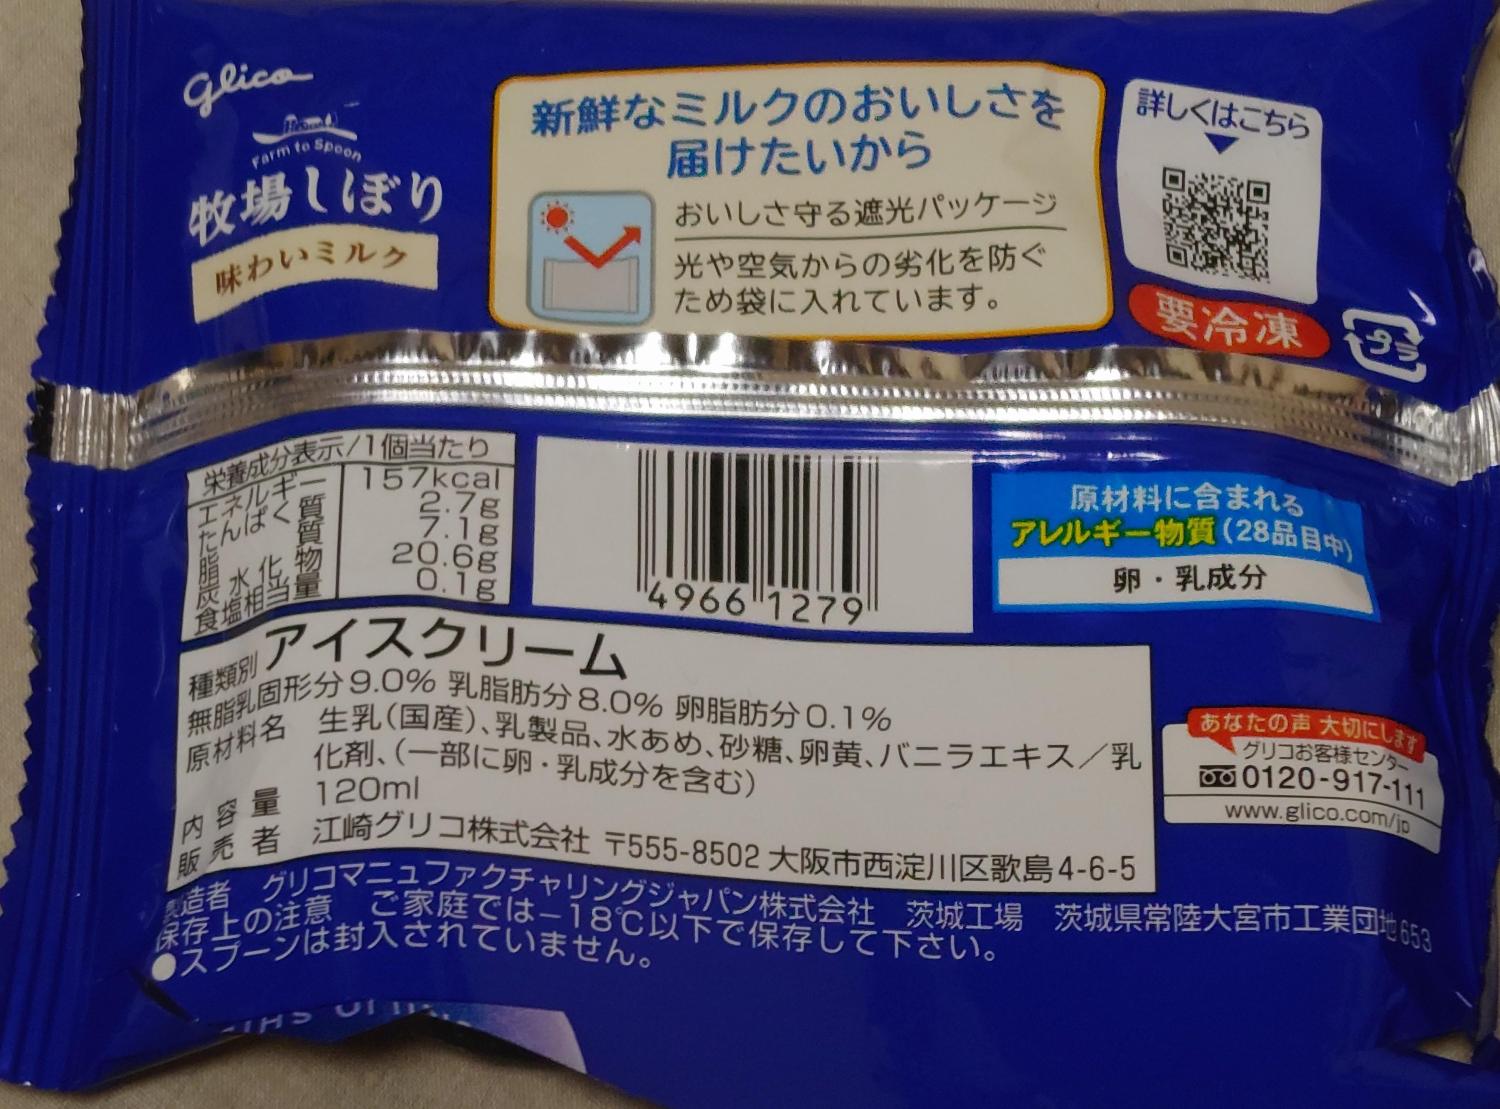 Glico
Farm to Spoon
牧場しぼり
味わいミルク
新鮮なミルクのおいしさを
届けたいから
おいしさ守る遮光パッケージ
光や空気からの劣化を防ぐ
ため袋に入れています。
詳しくはこちら
要冷凍
プラ
栄養成分表示/1個当たり
エネルギー 157kcal
たんぱく質 2.7g
脂質 7.1g
炭水化物 20.6g
食塩相当量 0.1g
4966 1279
原材料に含まれる
アレルギー物質(28品目中)
卵・乳成分
種類別 アイスクリーム
無脂乳固形分9.0% 乳脂肪分8.0% 卵脂肪分0.1%
原材料名 生乳(国産)、乳製品、水あめ、砂糖、卵黄、バニラエキス/乳
化剤、(一部に卵・乳成分を含む)
内容量 120ml
販売者 江崎グリコ株式会社 〒555-8502 大阪市西淀川区歌島4-6-5
あなたの声 大切にします
グリコお客様センター
0120-917-111
www.glico.com/jp
製造者 グリコマニュファクチャリングジャパン株式会社 茨城工場 茨城県常陸大宮市工業団地653
保存上の注意 ご家庭では-18℃以下で保存して下さい。
●スプーンは封入されていません。